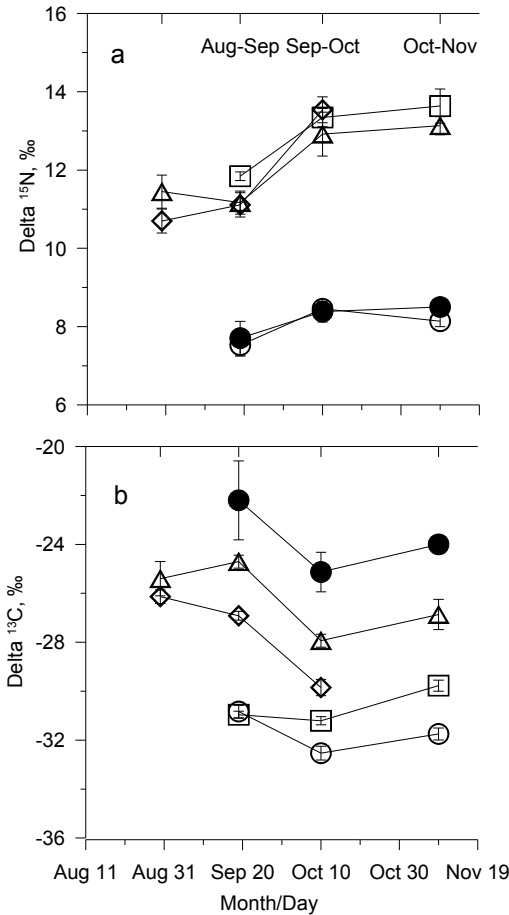 16
14
12
10
8
6
Delta ¹⁵N, ‰
a
Aug-Sep Sep-Oct Oct-Nov
-20
-24
-28
-32
-36
Delta ¹³C, ‰
b
Aug 11 Aug 31 Sep 20 Oct 10 Oct 30 Nov 19
Month/Day